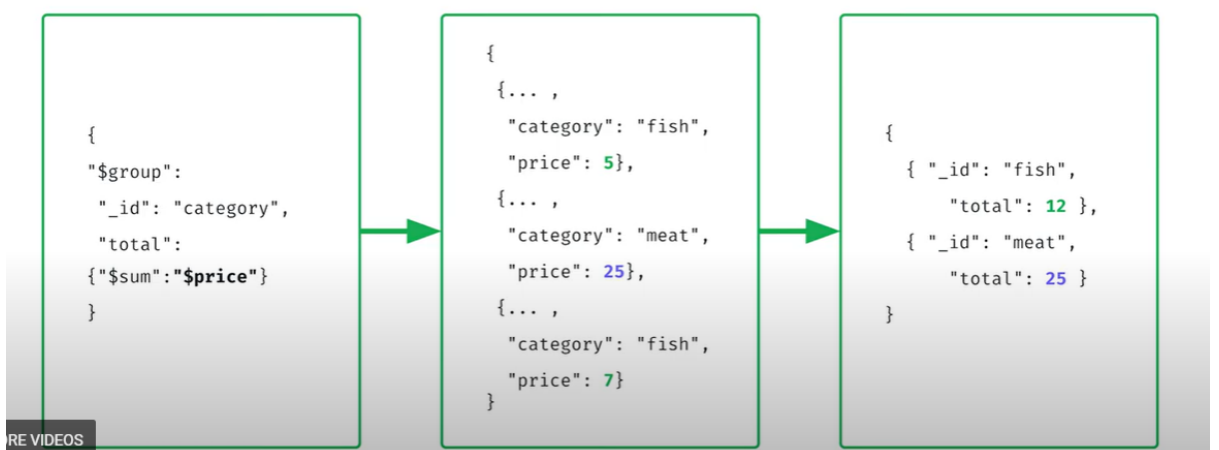 {
"$group":
"_id": "category",
"total":
{"$sum":"$price"}
}
{
{... ,
"category": "fish",
"price": 5},
{... ,
"category": "meat",
"price": 25},
{... ,
"category": "fish",
"price": 7}
}
{
{ "_id": "fish",
"total": 12 },
{ "_id": "meat",
"total": 25 }
}
RE VIDEOS